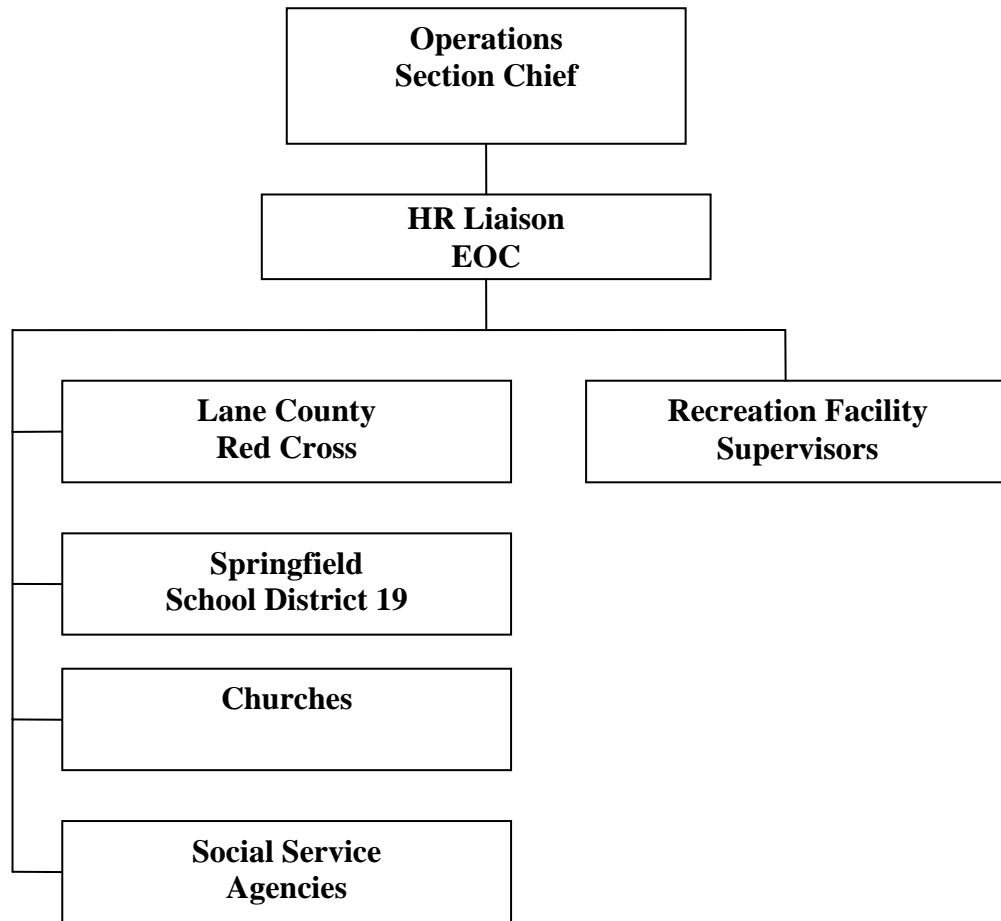 Operations
Section Chief
HR Liaison
EOC
Lane County
Red Cross
Recreation Facility
Supervisors
Springfield
School District 19
Churches
Social Service
Agencies